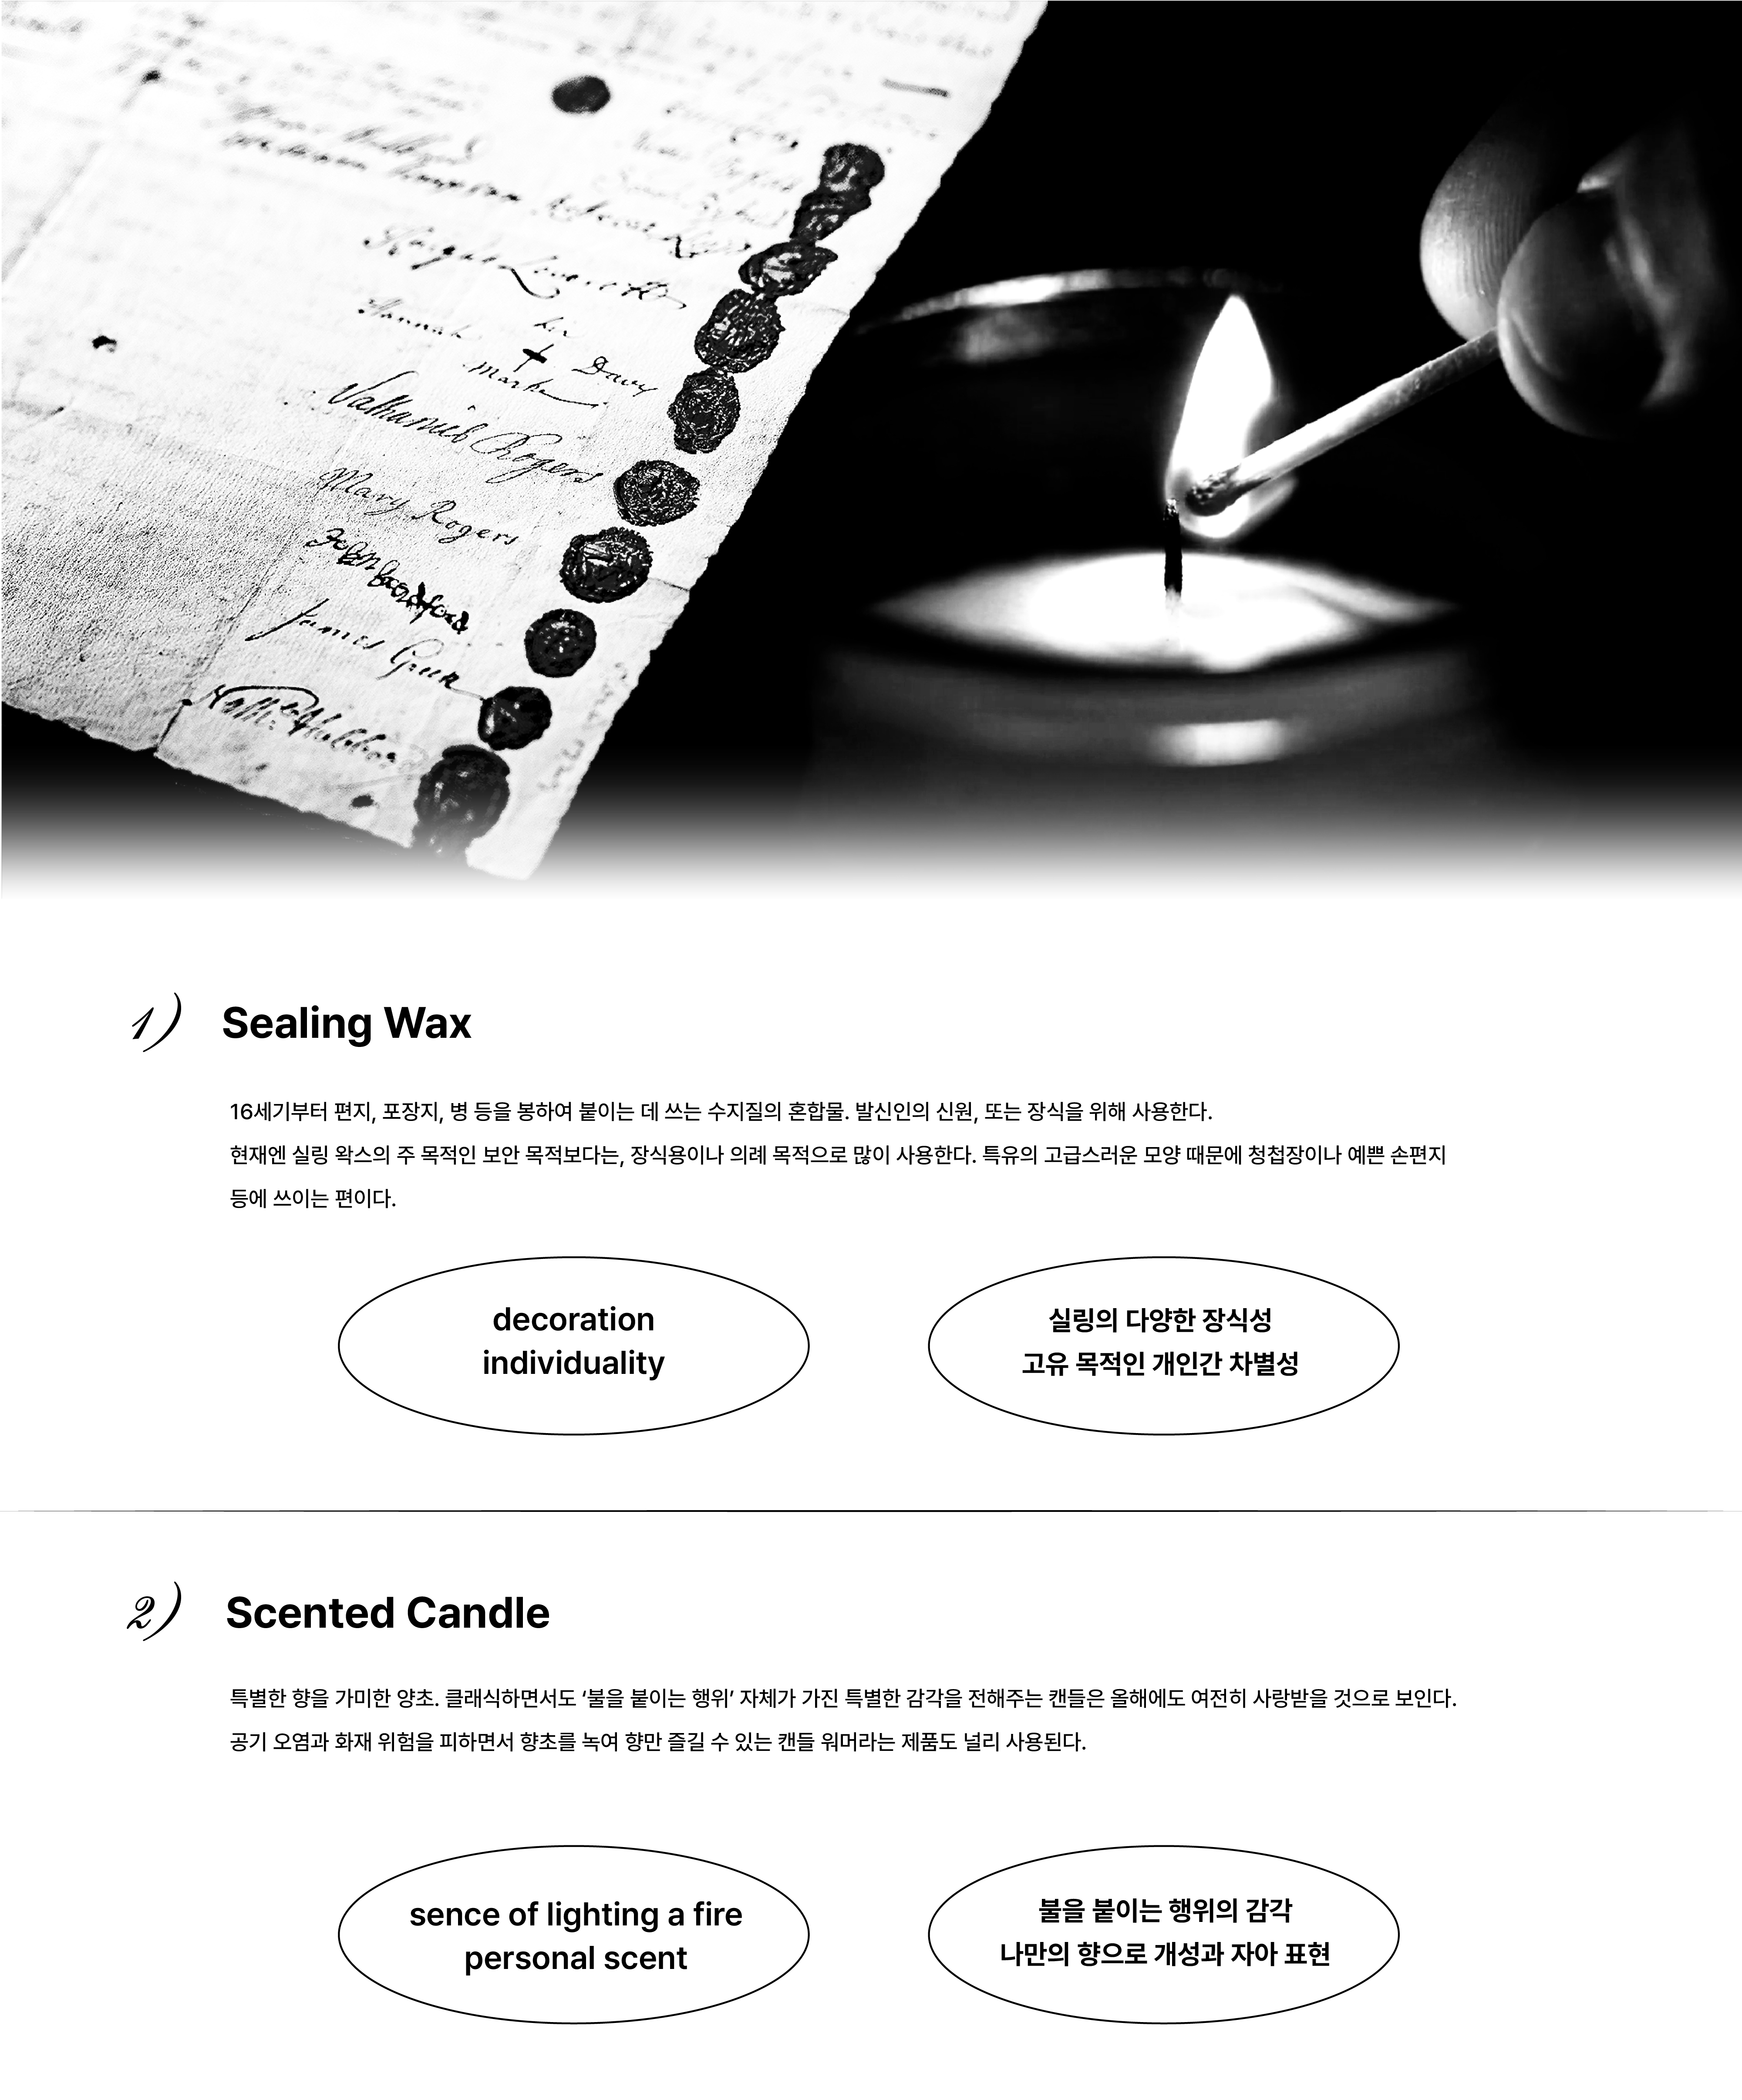 Hannah her Davy
mark
Nathaniel Rogers
Mary Rogers
James Green
1) Sealing Wax
16세기부터 편지, 포장지, 병 등을 봉하여 붙이는 데 쓰는 수지질의 혼합물. 발신인의 신원, 또는 장식을 위해 사용한다.
현재엔 실링 왁스의 주 목적인 보안 목적보다는, 장식용이나 의례 목적으로 많이 사용한다. 특유의 고급스러운 모양 때문에 청첩장이나 예쁜 손편지
등에 쓰이는 편이다.
decoration
individuality
실링의 다양한 장식성
고유 목적인 개인간 차별성
2) Scented Candle
특별한 향을 가미한 양초. 클래식하면서도 ‘불을 붙이는 행위’ 자체가 가진 특별한 감각을 전해주는 캔들은 올해에도 여전히 사랑받을 것으로 보인다.
공기 오염과 화재 위험을 피하면서 향초를 녹여 향만 즐길 수 있는 캔들 워머라는 제품도 널리 사용된다.
sence of lighting a fire
personal scent
불을 붙이는 행위의 감각
나만의 향으로 개성과 자아 표현